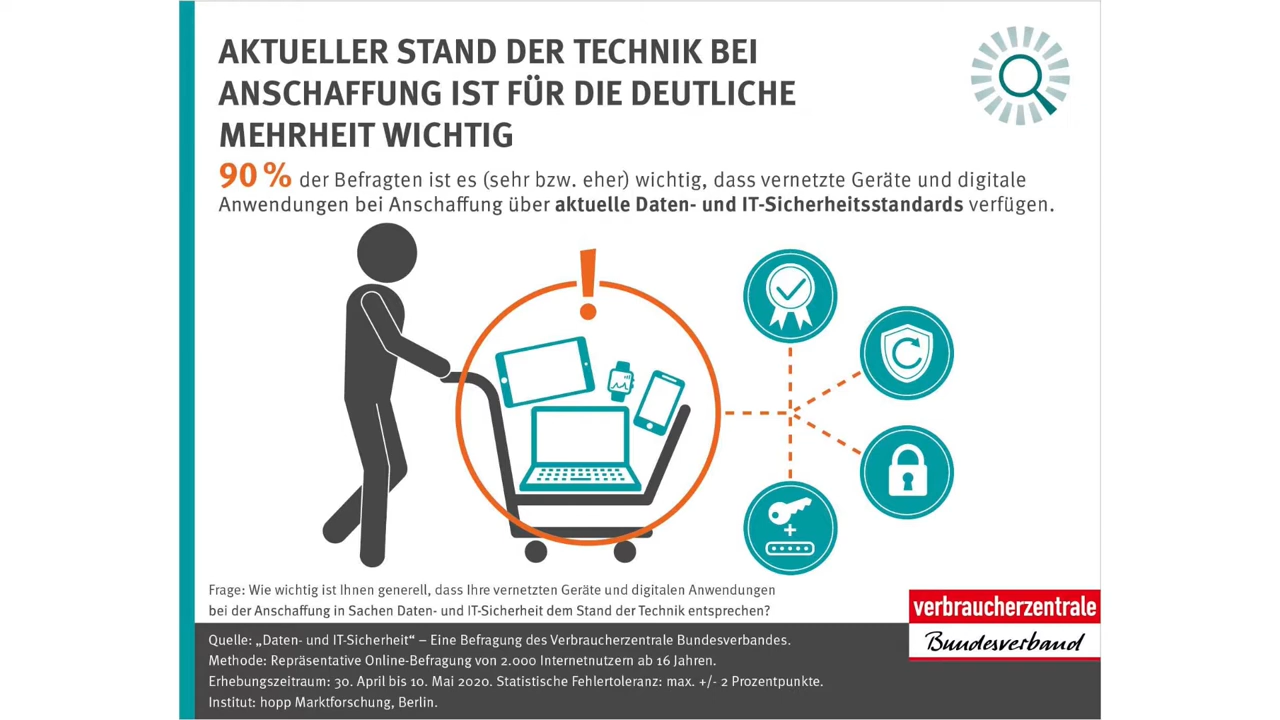 AKTUELLER STAND DER TECHNIK BEI
ANSCHAFFUNG IST FÜR DIE DEUTLICHE
MEHRHEIT WICHTIG
90 % der Befragten ist es (sehr bzw. eher) wichtig, dass vernetzte Geräte und digitale
Anwendungen bei Anschaffung über aktuelle Daten- und IT-Sicherheitsstandards verfügen.
Frage: Wie wichtig ist Ihnen generell, dass Ihre vernetzten Geräte und digitalen Anwendungen
bei der Anschaffung in Sachen Daten- und IT-Sicherheit dem Stand der Technik entsprechen?
verbraucherzentrale
Bundesverband
Quelle: „Daten- und IT-Sicherheit“ – Eine Befragung des Verbraucherzentrale Bundesverbandes.
Methode: Repräsentative Online-Befragung von 2.000 Internetnutzern ab 16 Jahren.
Erhebungszeitraum: 30. April bis 10. Mai 2020. Statistische Fehlertoleranz: max. +/- 2 Prozentpunkte.
Institut: hopp Marktforschung, Berlin.